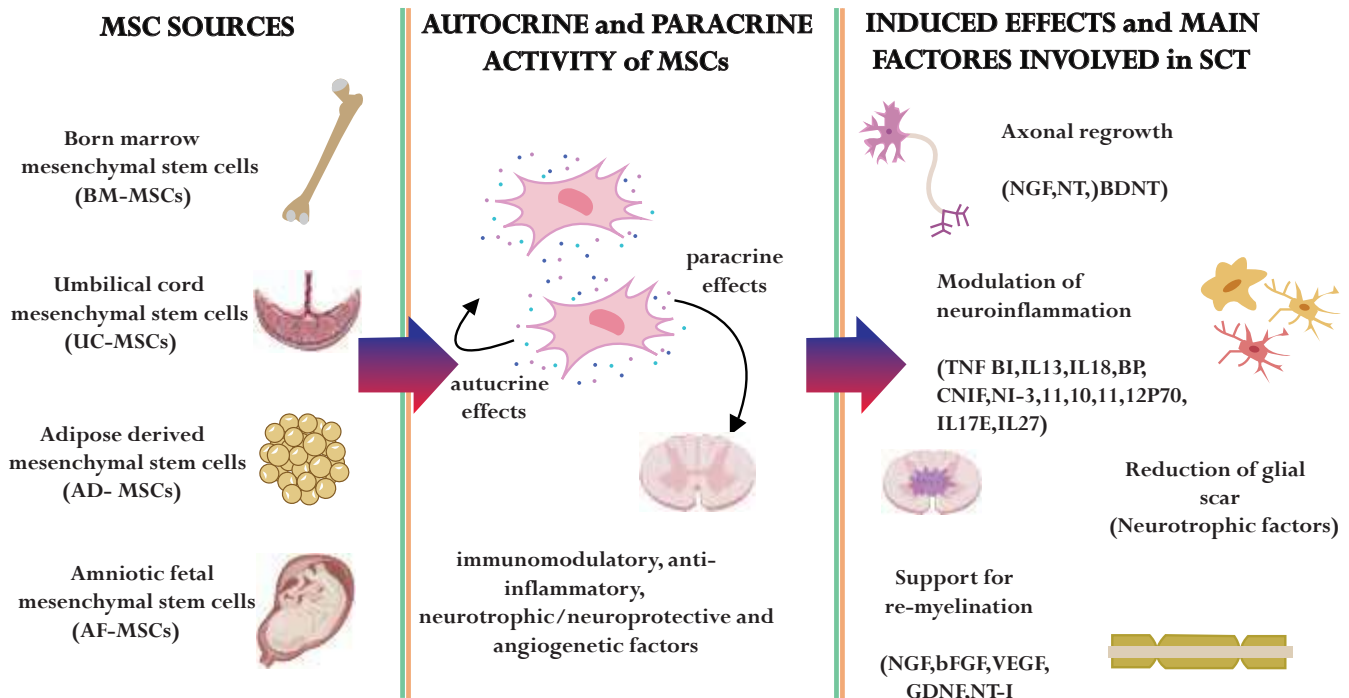 MSC SOURCES
Born marrow
mesenchymal stem cells
(BM-MSCs)
Umbilical cord
mesenchymal stem cells
(UC-MSCs)
Adipose derived
mesenchymal stem cells
(AD- MSCs)
Amniotic fetal
mesenchymal stem cells
(AF-MSCs)
AUTOCRINE and PARACRINE
ACTIVITY of MSCs
paracrine
effects
autucrine
effects
immunomodulatory, anti-
inflammatory,
neurotrophic/neuroprotective and
angiogenetic factors
INDUCED EFFECTS and MAIN
FACTORES INVOLVED in SCT
Axonal regrowth
(NGF,NT,)BDNT)
Modulation of
neuroinflammation
(TNF BI,IL13,IL18,BP,
CNIF,NI-3,11,10,11,12P70,
IL17E,IL27)
Reduction of glial
scar
(Neurotrophic factors)
Support for
re-myelination
(NGF,bFGF,VEGF,
GDNF,NT-I